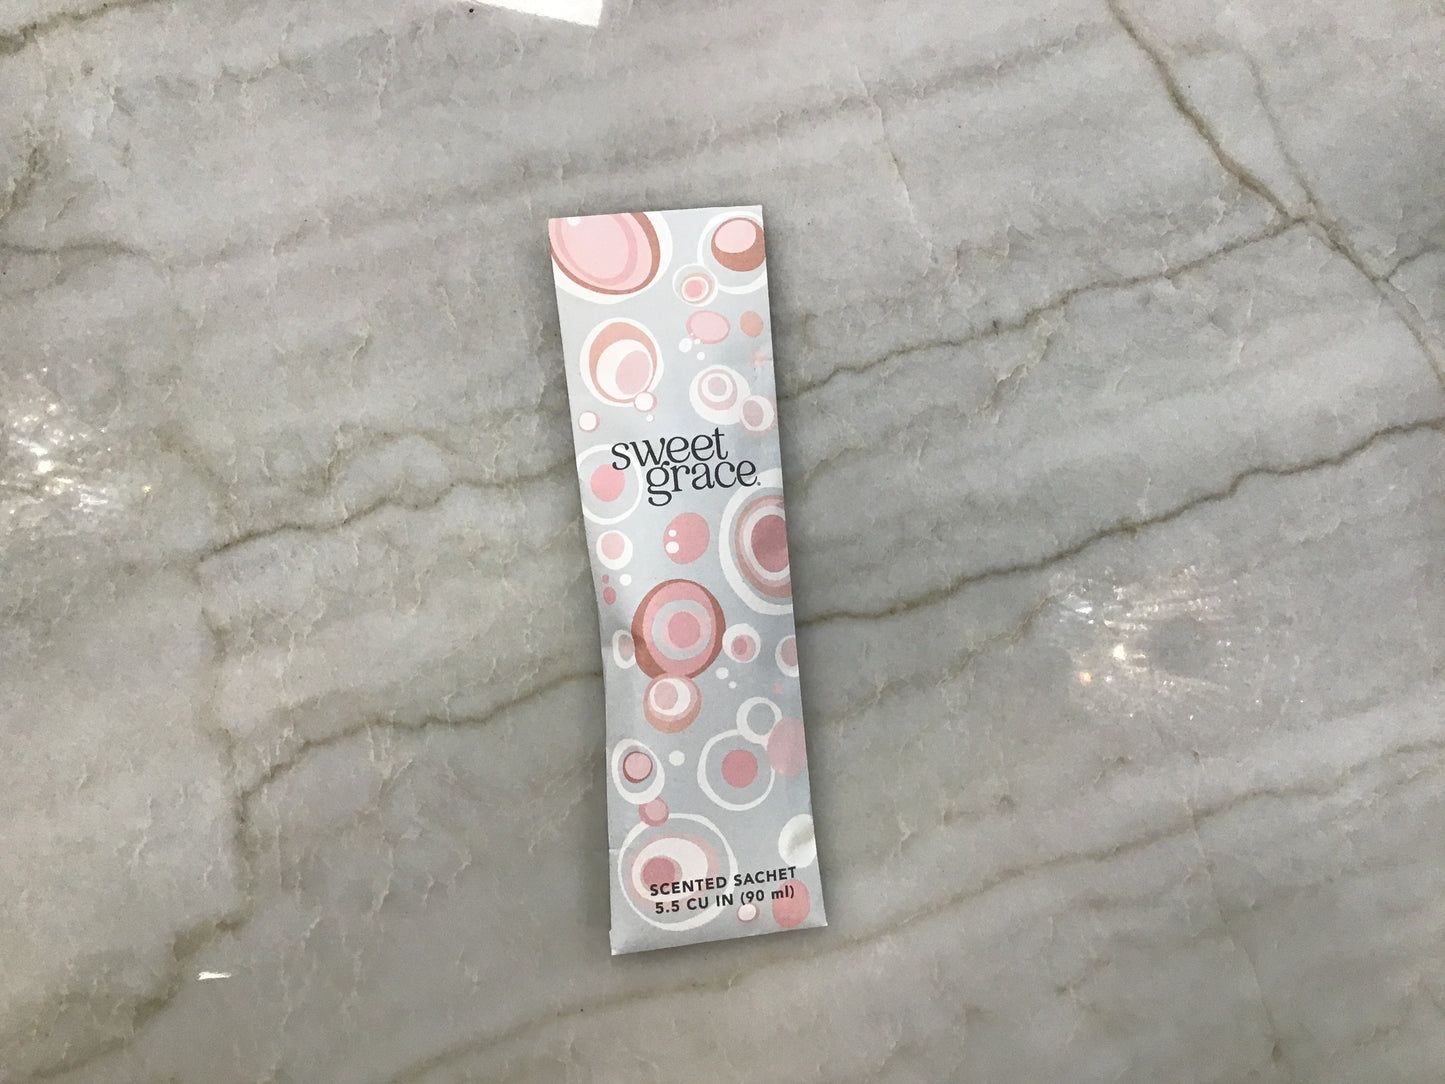 sweet
grace®
SCENTED SACHET
5.5 CU IN (90 ml)